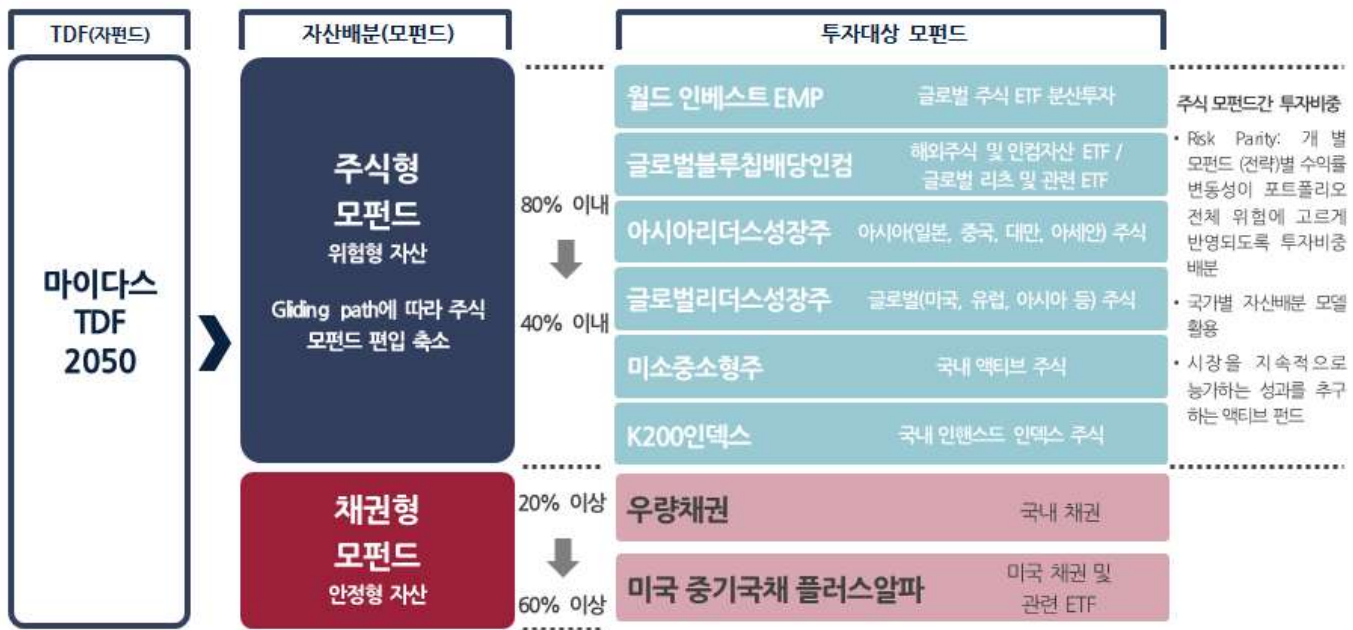 TDF(자펀드)
자산배분(모펀드)
투자대상 모펀드
마이다스
TDF
2050
주식형
모펀드
위험형 자산
Gliding path에 따라 주식
모펀드 편입 축소
80% 이내
40% 이내
월드 인베스트 EMP
글로벌 주식 ETF 분산투자
글로벌블루칩배당인컴
해외주식 및 인컴자산 ETF /
글로벌 리츠 및 관련 ETF
아시아리더스성장주
아시아(일본, 중국, 대만, 아세안) 주식
글로벌리더스성장주
글로벌(미국, 유럽, 아시아 등) 주식
미소중소형주
국내 액티브 주식
K200인덱스
국내 인핸스드 인덱스 주식
주식 모펀드간 투자비중
• Risk Parity: 개별
모펀드 (전략)별 수익률
변동성이 포트폴리오
전체 위험에 고르게
반영되도록 투자비중
배분
• 국가별 자산배분 모델
활용
• 시장을 지속적으로
능가하는 성과를 추구
하는 액티브 펀드
채권형
모펀드
안정형 자산
20% 이상
60% 이상
우량채권
국내 채권
미국 중기국채 플러스알파
미국 채권 및
관련 ETF